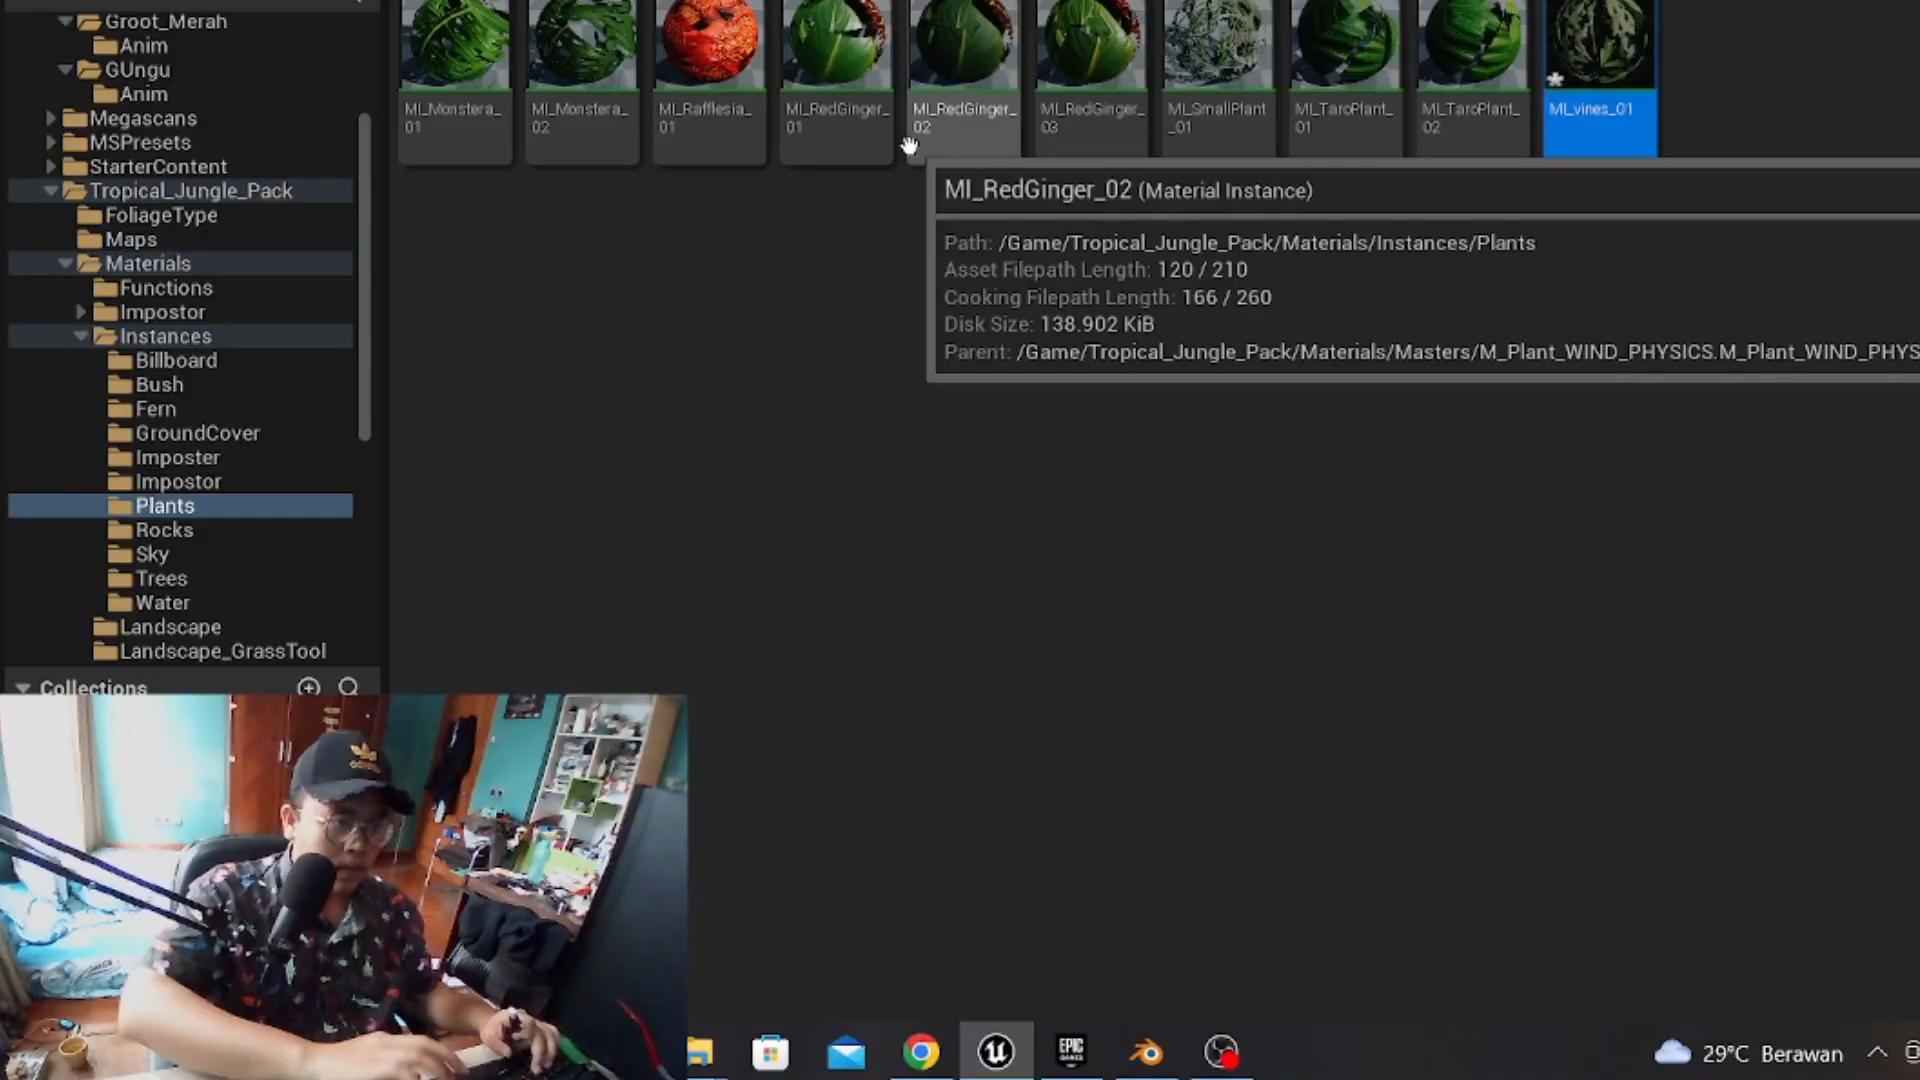 Groot_Merah
Anim
GUngu
Anim
Megascans
MSPresets
StarterContent
Tropical_Jungle_Pack
FoliageType
Maps
Materials
Functions
Impostor
Instances
Billboard
Bush
Fern
GroundCover
Imposter
Impostor
Plants
Rocks
Sky
Trees
Water
Landscape
Landscape_GrassTool
Collections
MI_Monstera_
01
MI_Monstera_
02
MI_Rafflesia_
01
MI_RedGinger_
01
MI_RedGinger_
02
MI_RedGinger_
03
MI_SmallPlant
_01
MI_TaroPlant_
01
MI_TaroPlant_
02
MI_vines_01
MI_RedGinger_02 (Material Instance)
Path: /Game/Tropical_Jungle_Pack/Materials/Instances/Plants
Asset Filepath Length: 120 / 210
Cooking Filepath Length: 166 / 260
Disk Size: 138.902 KiB
Parent: /Game/Tropical_Jungle_Pack/Materials/Masters/M_Plant_WIND_PHYSICS.M_Plant_WIND_PHYS
EPIC
GAMES
29°C Berawan